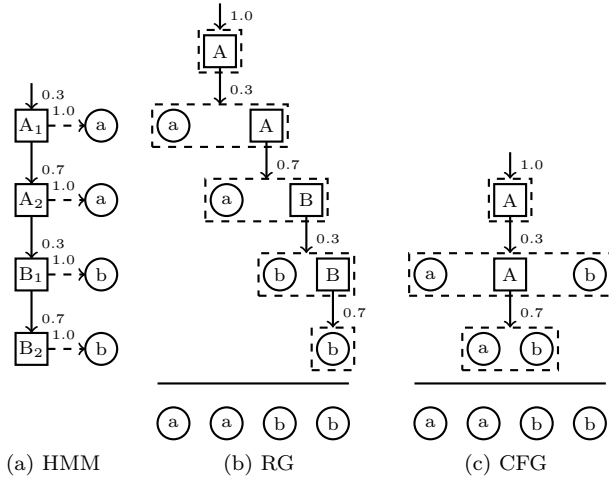 1.0
A
0.3
a
A
0.7
a
B
0.3
b
B
0.7
b
a a b b
0.3
A1 1.0 a
0.7
A2 1.0 a
0.3
B1 1.0 b
0.7
B2 1.0 b
1.0
A
0.3
a A b
0.7
a b
a a b b
(a) HMM
(b) RG
(c) CFG